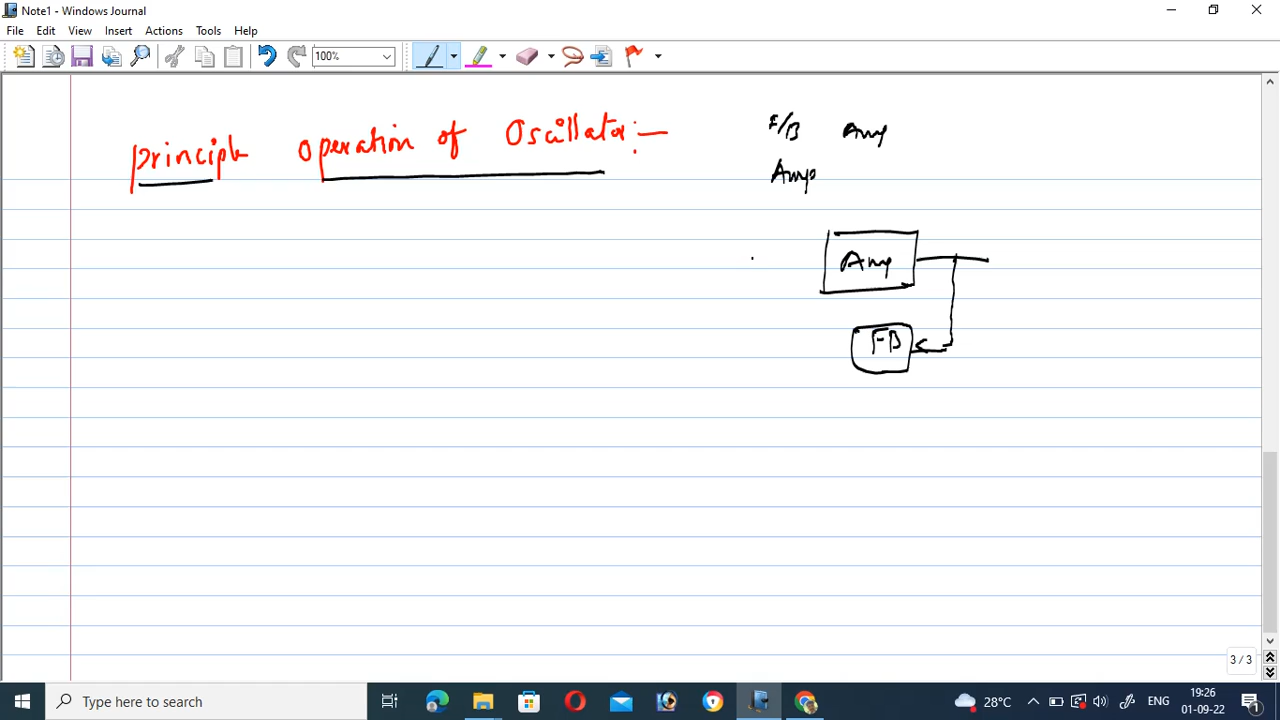 Note1 - Windows Journal
File Edit View Insert Actions Tools Help
100%
principle operation of Oscillator:-
F/B Amp
Amp
Amp
FB
3 / 3
Type here to search
28°C
ENG
19:26
01-09-22
1